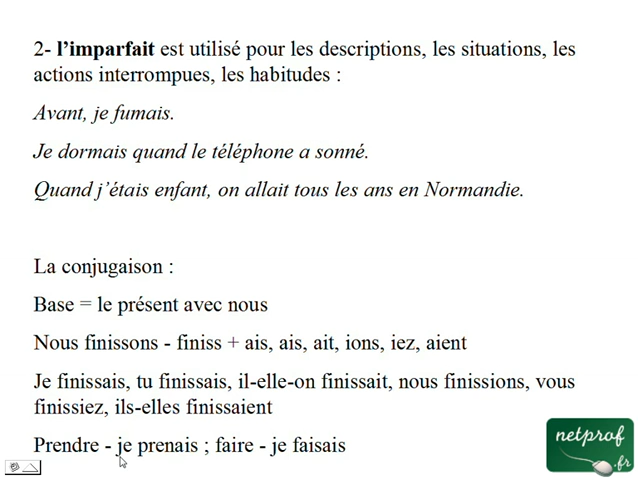 2- l’imparfait est utilisé pour les descriptions, les situations, les
actions interrompues, les habitudes :
Avant, je fumais.
Je dormais quand le téléphone a sonné.
Quand j’étais enfant, on allait tous les ans en Normandie.
La conjugaison :
Base = le présent avec nous
Nous finissons - finiss + ais, ais, ait, ions, iez, aient
Je finissais, tu finissais, il-elle-on finissait, nous finissions, vous
finissiez, ils-elles finissaient
Prendre - je prenais ; faire - je faisais
netprof
.fr